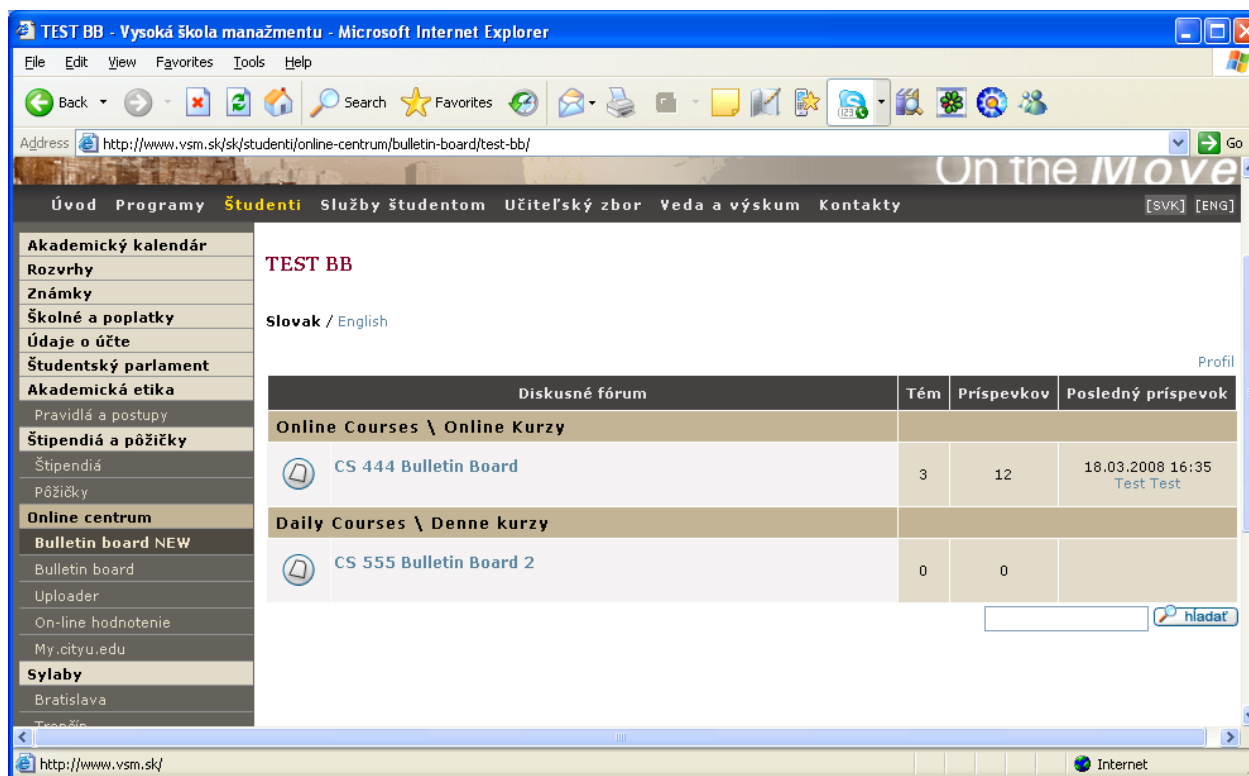 TEST BB - Vysoká škola manažmentu - Microsoft Internet Explorer
File Edit View Favorites Tools Help
Back Search Favorites
Address http://www.vsm.sk/sk/studenti/online-centrum/bulletin-board/test-bb/ Go
On the Move
Úvod Programy Študenti Služby študentom Učiteľský zbor Veda a výskum Kontakty [SVK] [ENG]
Akademický kalendár
Rozvrhy
Známky
Školné a poplatky
Údaje o účte
Študentský parlament
Akademická etika
Pravidlá a postupy
Štipendiá a pôžičky
Štipendiá
Pôžičky
Online centrum
Bulletin board NEW
Bulletin board
Uploader
On-line hodnotenie
My.cityu.edu
Sylaby
Bratislava
Trenčín
TEST BB
Slovak / English
Profil
Diskusné fórum Tém Príspevkov Posledný príspevok
Online Courses \ Online Kurzy
CS 444 Bulletin Board 3 12 18.03.2008 16:35
Test Test
Daily Courses \ Denne kurzy
CS 555 Bulletin Board 2 0 0
hľadať
http://www.vsm.sk/ Internet